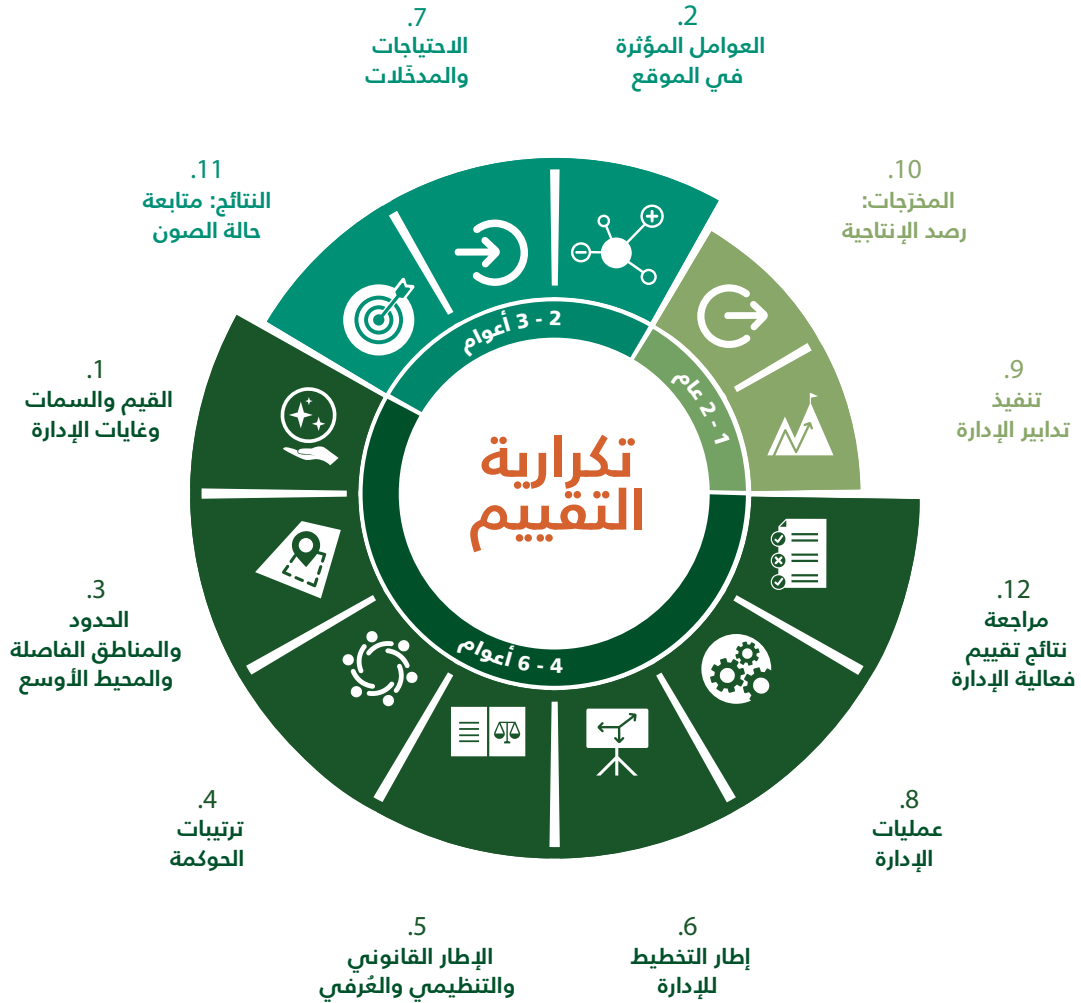 .2
العوامل المؤثرة
في الموقع
.7
الاحتياجات
والمدخَلات
.10
المخرَجات:
رصد الإنتاجية
.11
النتائج: متابعة
حالة الصون
2 - 3 أعوام
1 - 2 عام
.9
تنفيذ
تدابير الإدارة
.1
القيم والسمات
وغايات الإدارة
تكرارية
التقييم
.12
مراجعة
نتائج تقييم
فعالية الإدارة
.3
الحدود
والمناطق الفاصلة
والمحيط الأوسع
4 - 6 أعوام
.8
عمليات
الإدارة
.4
ترتيبات
الحوكمة
.6
إطار التخطيط
للإدارة
.5
الإطار القانوني
والتنظيمي والعُرفي